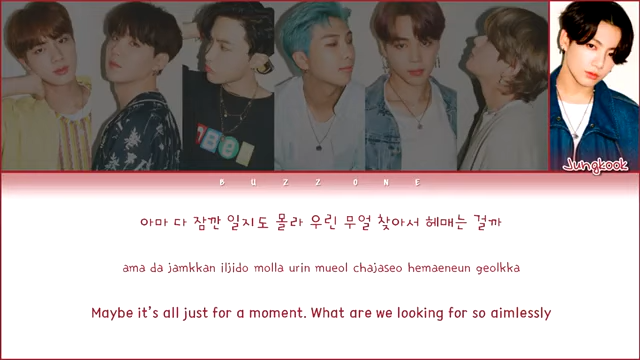 Jungkook
BUZZONE
아마 다 잠깐 일지도 몰라 우린 무얼 찾아서 헤매는 걸까
ama da jamkkan iljido molla urin mueol chajaseo hemaeneun geolkka
Maybe it's all just for a moment. What are we looking for so aimlessly